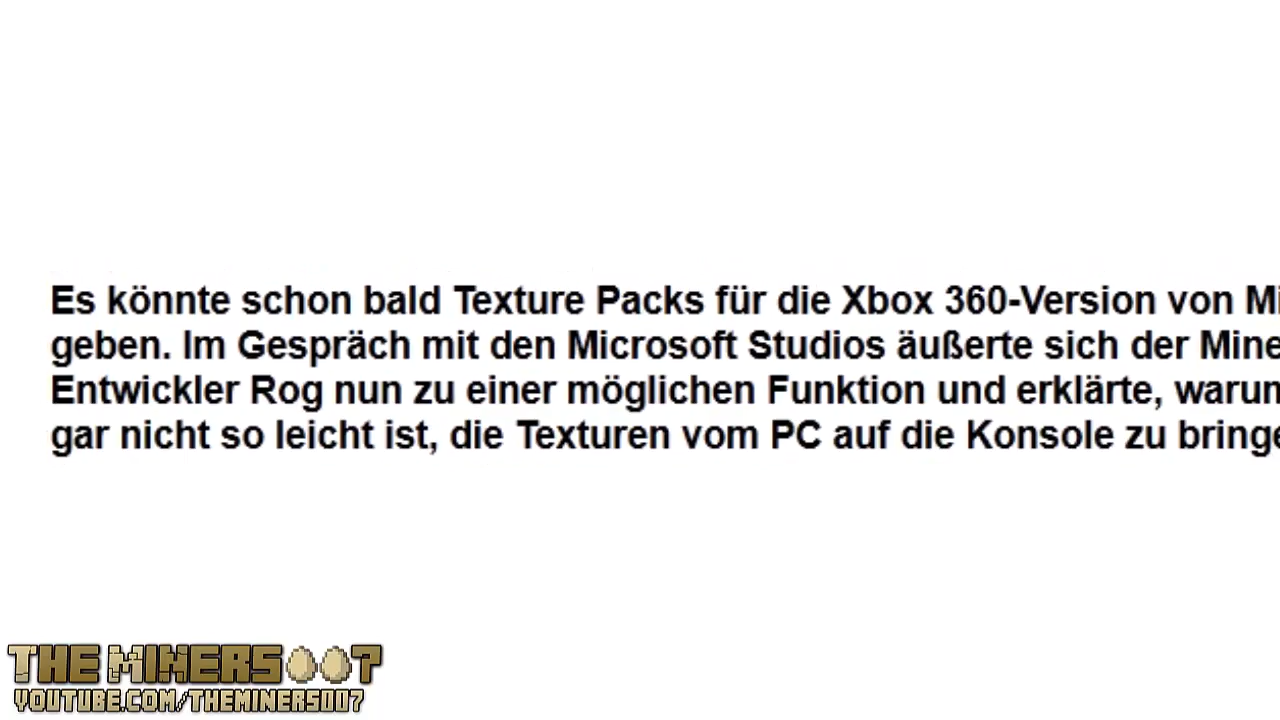 Es könnte schon bald Texture Packs für die Xbox 360-Version von
geben. Im Gespräch mit den Microsoft Studios äußerte sich der
Entwickler Rog nun zu einer möglichen Funktion und erklärte,
gar nicht so leicht ist, die Texturen vom PC auf die Konsole zu
THE MINERS007
YOUTUBE.COM/THEMINERS007